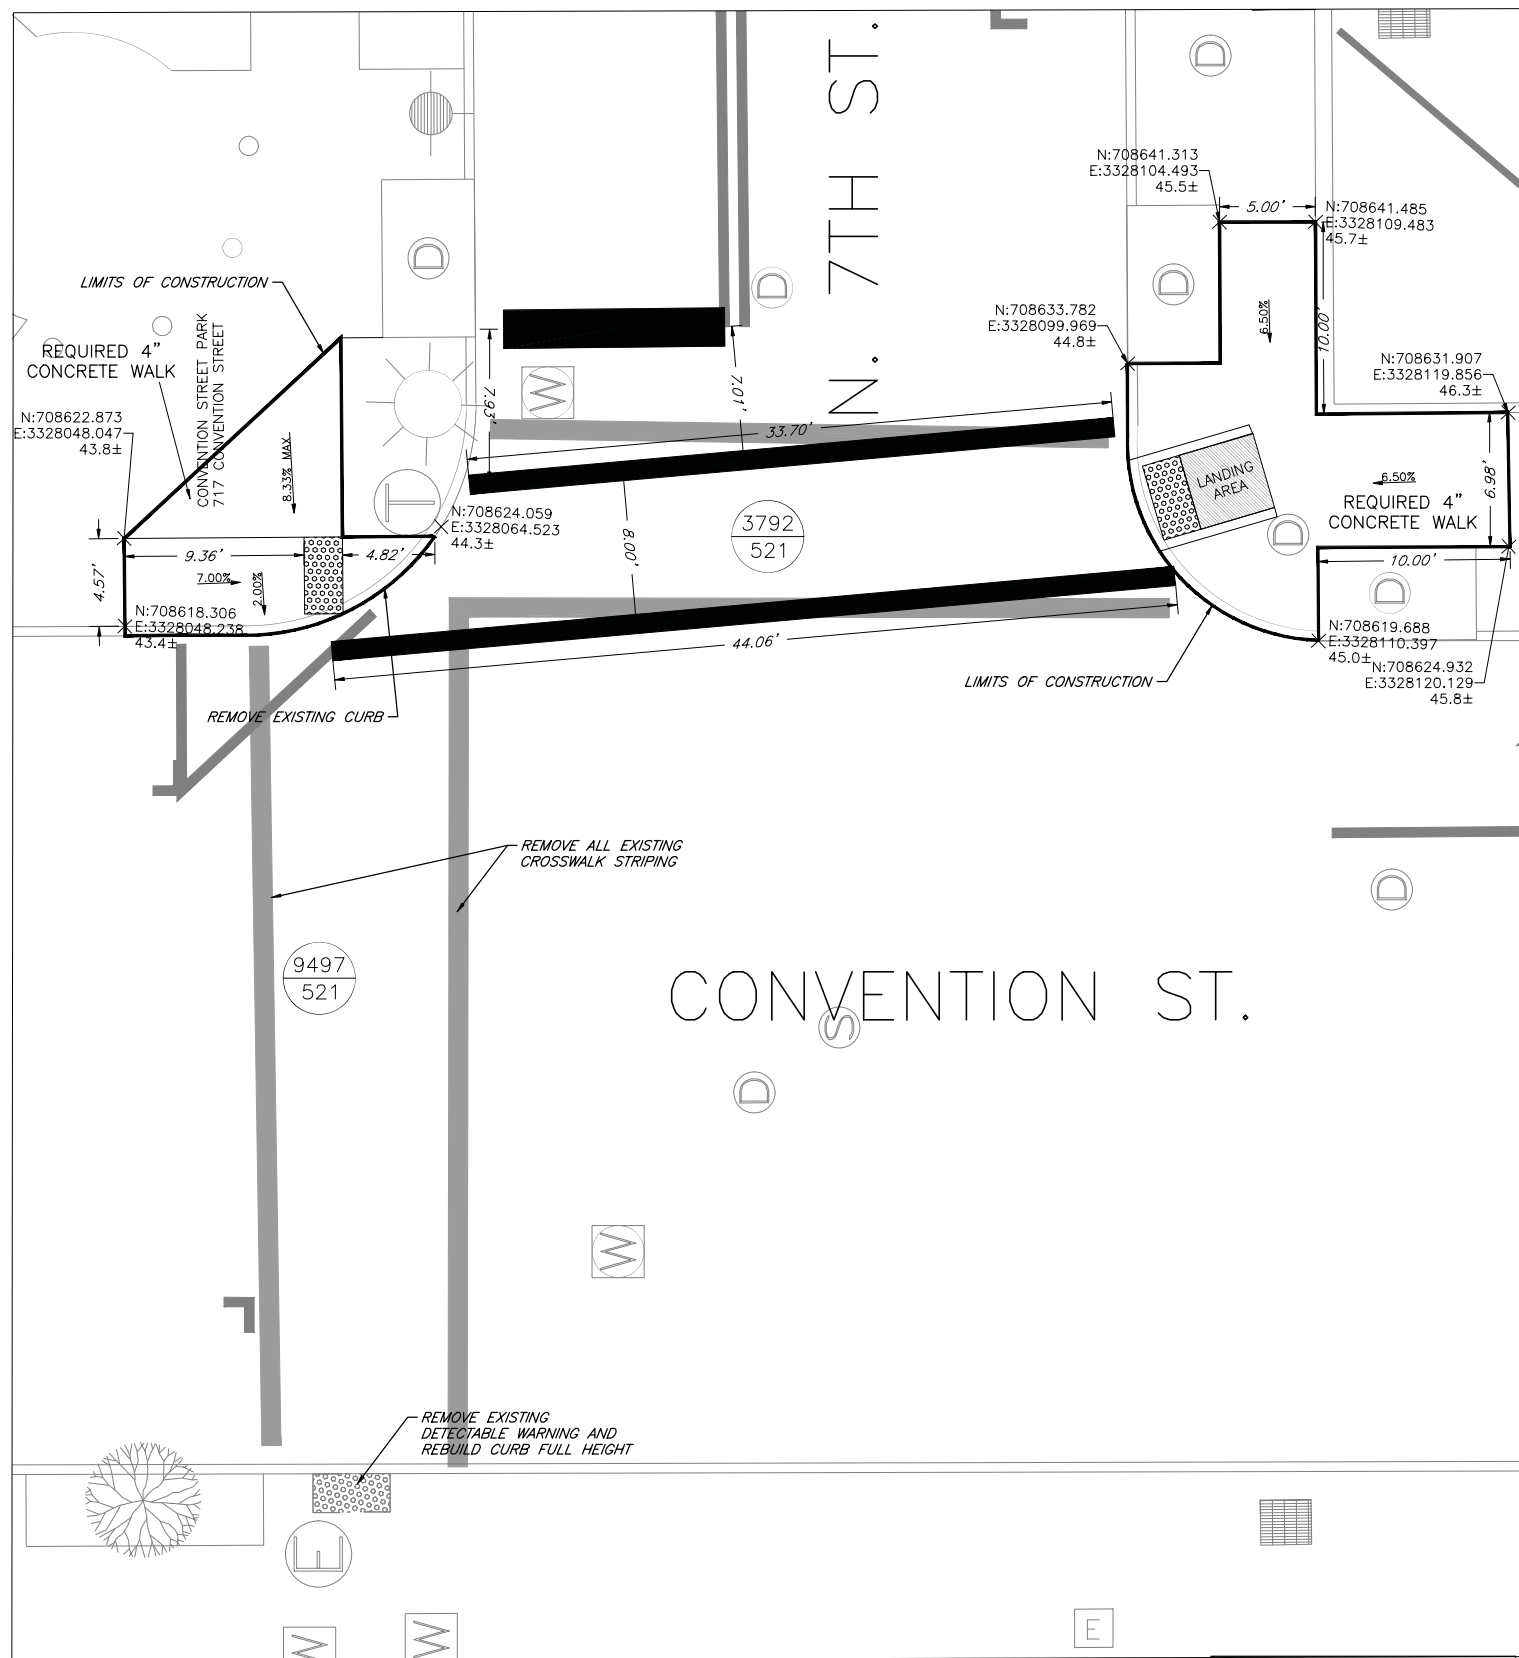 N. 7TH ST.
N:708641.313
E:3328104.493
45.5±
5.00'
N:708641.485
E:3328109.483
45.7±
D
D
D
D
D
LIMITS OF CONSTRUCTION
CONVENTION STREET PARK
717 CONVENTION STREET
REQUIRED 4"
CONCRETE WALK
N:708622.873
E:3328048.047
43.8±
8.33% MAX
7.93'
W
7.01'
33.70'
N:708633.782
E:3328099.969
44.8±
6.50%
10.00'
N:708631.907
E:3328119.856
46.3±
T
N:708624.059
E:3328064.523
44.3±
3792
521
8.00'
LANDING
AREA
6.50%
6.98'
REQUIRED 4"
CONCRETE WALK
D
D
9.36'
4.82'
4.57'
7.00%
2.00%
10.00'
N:708618.306
E:3328048.238
43.4±
44.06'
N:708619.688
E:3328110.397
45.0±
N:708624.932
E:3328120.129
45.8±
LIMITS OF CONSTRUCTION
REMOVE EXISTING CURB
REMOVE ALL EXISTING
CROSSWALK STRIPING
D
9497
521
CONVENTION ST.
S
D
W
REMOVE EXISTING
DETECTABLE WARNING AND
REBUILD CURB FULL HEIGHT
E
W
W
E